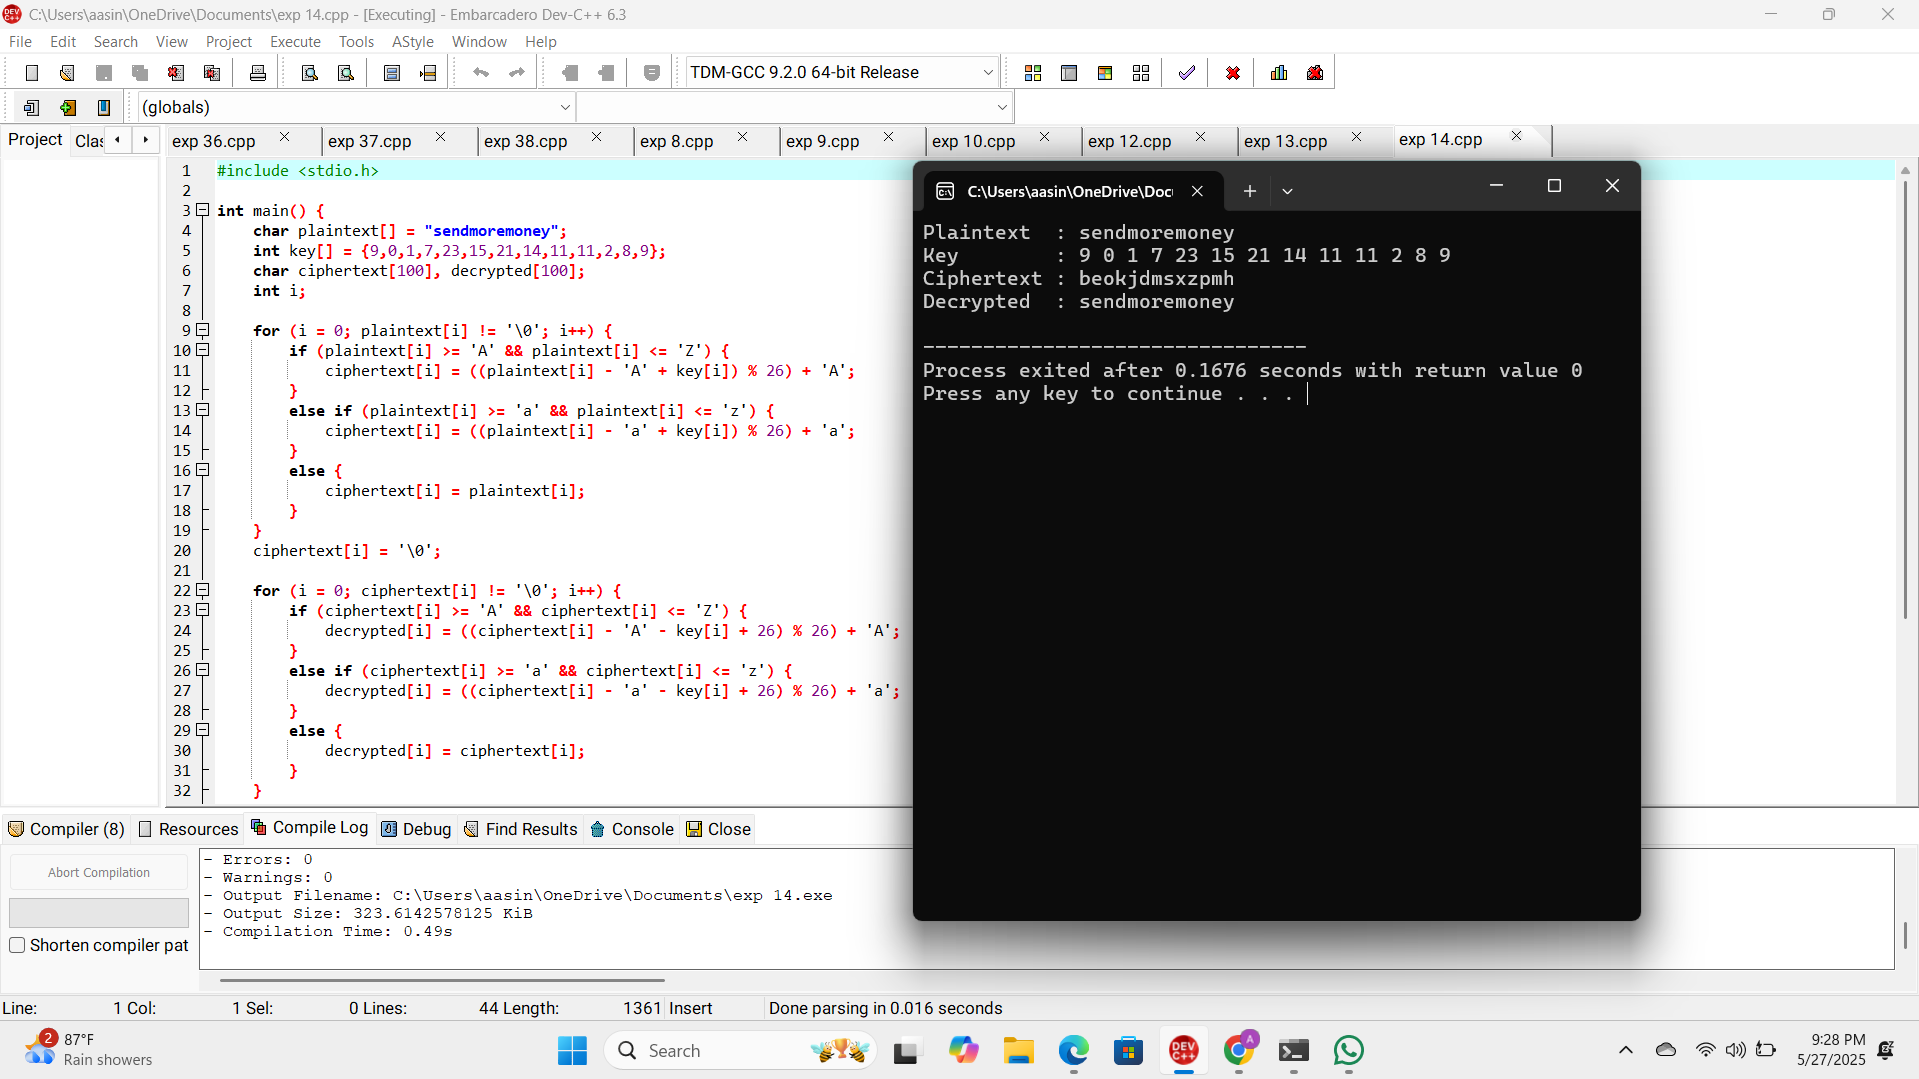 C:\Users\aasin\OneDrive\Documents\exp 14.cpp - [Executing] - Embarcadero Dev-C++ 6.3
File Edit Search View Project Execute Tools AStyle Window Help
TDM-GCC 9.2.0 64-bit Release
(globals)
Project Clas exp 36.cpp exp 37.cpp exp 38.cpp exp 8.cpp exp 9.cpp exp 10.cpp exp 12.cpp exp 13.cpp exp 14.cpp
1 #include <stdio.h>
2
3 int main() {
4 char plaintext[] = "sendmoremoney";
5 int key[] = {9,0,1,7,23,15,21,14,11,11,2,8,9};
6 char ciphertext[100], decrypted[100];
7 int i;
8
9 for (i = 0; plaintext[i] != '\0'; i++) {
10 if (plaintext[i] >= 'A' && plaintext[i] <= 'Z') {
11 ciphertext[i] = ((plaintext[i] - 'A' + key[i]) % 26) + 'A';
12 }
13 else if (plaintext[i] >= 'a' && plaintext[i] <= 'z') {
14 ciphertext[i] = ((plaintext[i] - 'a' + key[i]) % 26) + 'a';
15 }
16 else {
17 ciphertext[i] = plaintext[i];
18 }
19 }
20 ciphertext[i] = '\0';
21
22 for (i = 0; ciphertext[i] != '\0'; i++) {
23 if (ciphertext[i] >= 'A' && ciphertext[i] <= 'Z') {
24 decrypted[i] = ((ciphertext[i] - 'A' - key[i] + 26) % 26) + 'A';
25 }
26 else if (ciphertext[i] >= 'a' && ciphertext[i] <= 'z') {
27 decrypted[i] = ((ciphertext[i] - 'a' - key[i] + 26) % 26) + 'a';
28 }
29 else {
30 decrypted[i] = ciphertext[i];
31 }
32 }
C:\Users\aasin\OneDrive\Doc
Plaintext : sendmoremoney
Key : 9 0 1 7 23 15 21 14 11 11 2 8 9
Ciphertext : beokjdmsxzpmh
Decrypted : sendmoremoney
--------------------------------
Process exited after 0.1676 seconds with return value 0
Press any key to continue . . .
Compiler (8) Resources Compile Log Debug Find Results Console Close
Abort Compilation
Shorten compiler pat
- Errors: 0
- Warnings: 0
- Output Filename: C:\Users\aasin\OneDrive\Documents\exp 14.exe
- Output Size: 323.6142578125 KiB
- Compilation Time: 0.49s
Line: 1 Col: 1 Sel: 0 Lines: 44 Length: 1361 Insert Done parsing in 0.016 seconds
2
87°F
Rain showers
Search
DEV C++
A
9:28 PM
5/27/2025